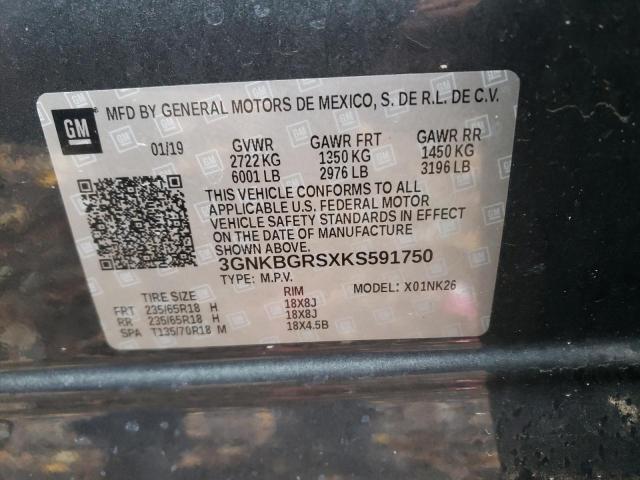 GM
MFD BY GENERAL MOTORS DE MEXICO, S. DE R.L. DE C.V.
01/19
GVWR GAWR FRT GAWR RR
2722 KG 1350 KG 1450 KG
6001 LB 2976 LB 3196 LB
THIS VEHICLE CONFORMS TO ALL
APPLICABLE U.S. FEDERAL MOTOR
VEHICLE SAFETY STANDARDS IN EFFECT
ON THE DATE OF MANUFACTURE
SHOWN ABOVE.
3GNKBGRSXKS591750
TYPE: M.P.V. MODEL: X01NK26
TIRE SIZE RIM
FRT 235/65R18 H 18X8J
RR 235/65R18 H 18X8J
SPA T135/70R18 M 18X4.5B